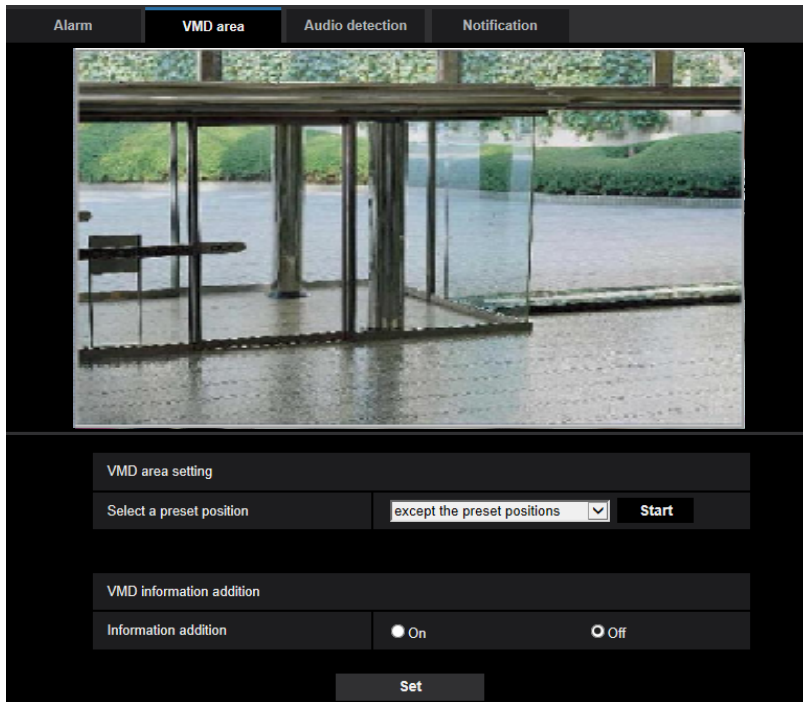 Alarm VMD area Audio detection Notification
VMD area setting
Select a preset position except the preset positions Start
VMD information addition
Information addition On Off
Set